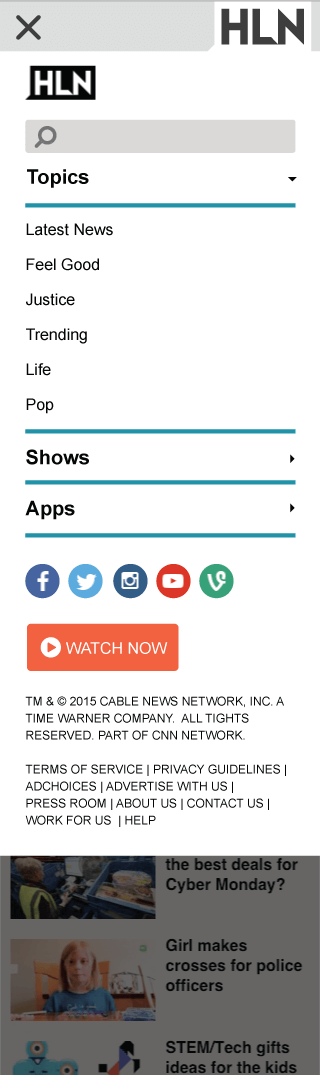 HLN
HLN
Topics
Latest News
Feel Good
Justice
Trending
Life
Pop
Shows
Apps
WATCH NOW
TM & © 2015 CABLE NEWS NETWORK, INC. A
TIME WARNER COMPANY.  ALL TIGHTS
RESERVED. PART OF CNN NETWORK.
TERMS OF SERVICE | PRIVACY GUIDELINES |
ADCHOICES | ADVERTISE WITH US |
PRESS ROOM | ABOUT US | CONTACT US |
WORK FOR US  | HELP
the best deals for
Cyber Monday?
Girl makes
crosses for police
officers
STEM/Tech gifts
ideas for the kids